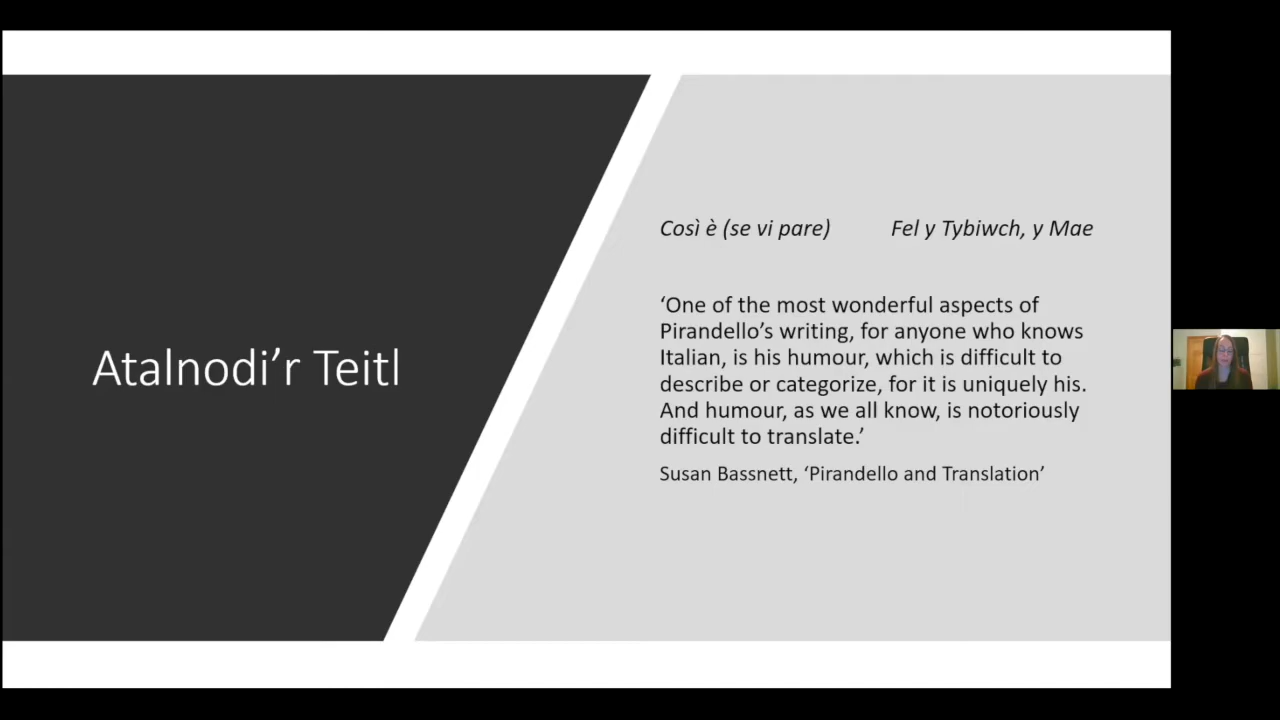 Atalnodi’r Teitl
Così è (se vi pare) Fel y Tybiwch, y Mae
‘One of the most wonderful aspects of
Pirandello’s writing, for anyone who knows
Italian, is his humour, which is difficult to
describe or categorize, for it is uniquely his.
And humour, as we all know, is notoriously
difficult to translate.’
Susan Bassnett, ‘Pirandello and Translation’